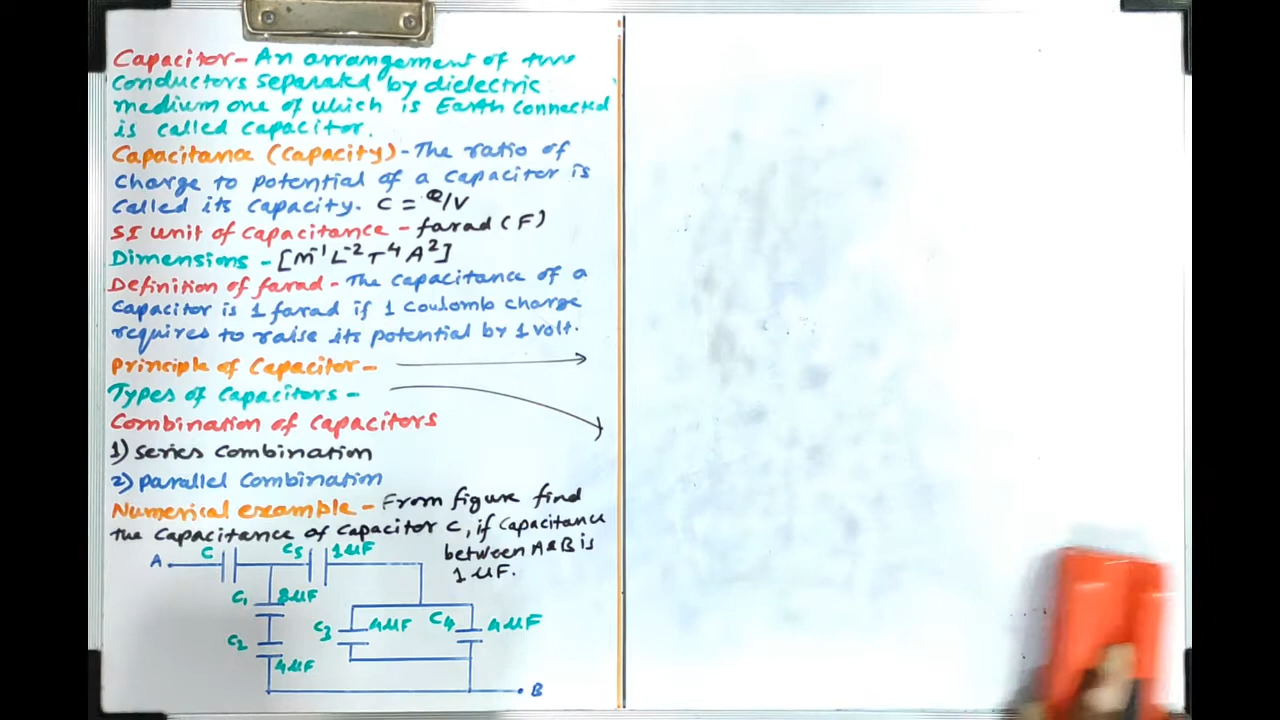 Capacitor- An arrangement of two
conductors separated by dielectric
medium one of which is Earth connected
is called capacitor.
Capacitance (Capacity)- The ratio of
charge to potential of a capacitor is
called its capacity. C = Q/V
SI unit of capacitance - farad (F)
Dimensions - [M⁻¹ L⁻² T⁴ A²]
Definition of farad - The capacitance of a
capacitor is 1 farad if 1 coulomb charge
requires to raise its potential by 1 volt.
Principle of Capacitor-
Types of Capacitors-
Combination of Capacitors
1) Series Combination
2) Parallel Combination
Numerical example - From figure find
the capacitance of capacitor C, if capacitance
between A & B is
1 μF.
A C C5 1μF
C1 8μF
C3 4μF C4 4μF
C2
4μF
B